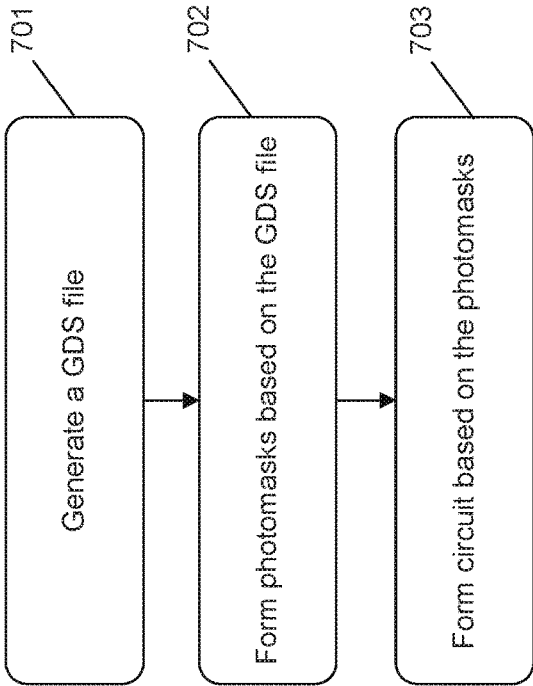 701
Generate a GDS file
702
Form photomasks based on the GDS file
703
Form circuit based on the photomasks